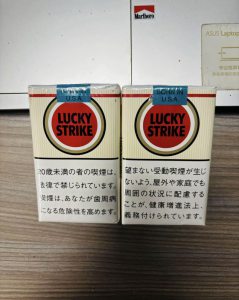 Marlboro
ASUS Laptop
BORN IN
U.S.A.
LUCKY
STRIKE
20歳未満の者の喫煙は、
法律で禁じられています。
喫煙は、あなたが歯周病
になる危険性を高めます。
BORN IN
U.S.A.
LUCKY
STRIKE
望まない受動喫煙が生じ
ないよう、屋外や家庭でも
周囲の状況に配慮する
ことが、健康増進法上、
義務付けられています。